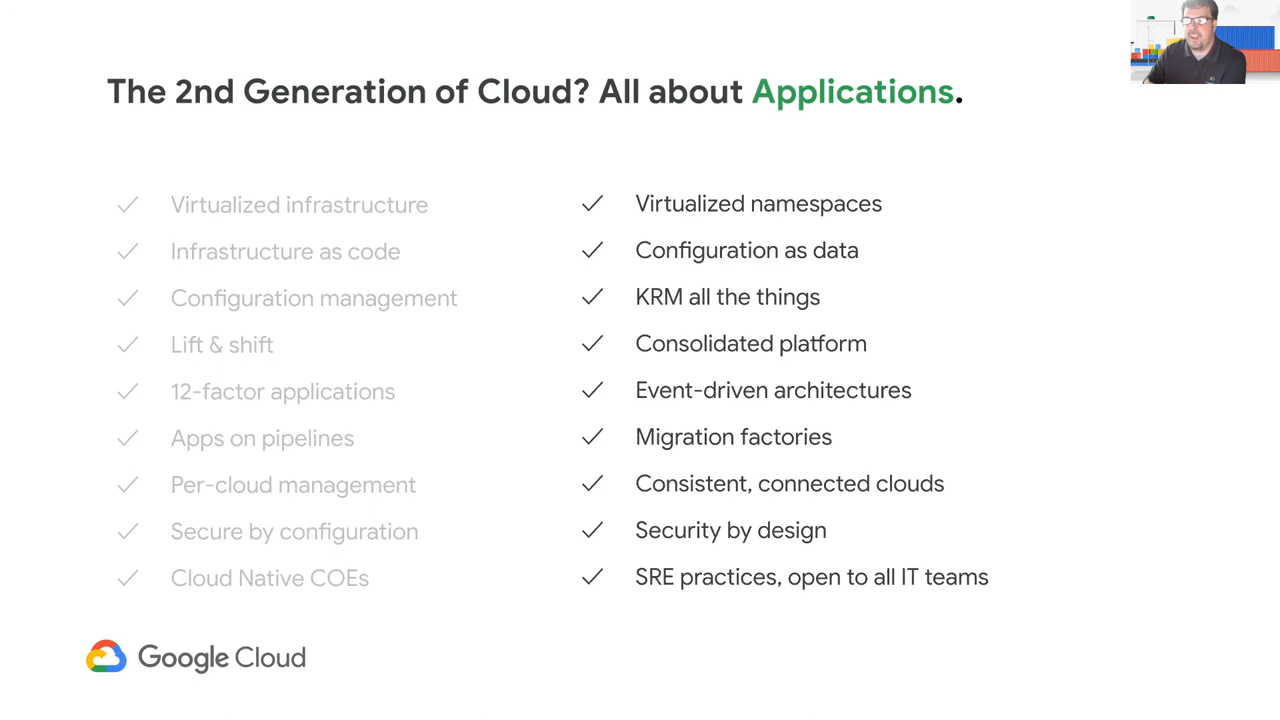 The 2nd Generation of Cloud? All about Applications.
Virtualized infrastructure
Infrastructure as code
Configuration management
Lift & shift
12-factor applications
Apps on pipelines
Per-cloud management
Secure by configuration
Cloud Native COEs
Virtualized namespaces
Configuration as data
KRM all the things
Consolidated platform
Event-driven architectures
Migration factories
Consistent, connected clouds
Security by design
SRE practices, open to all IT teams
Google Cloud